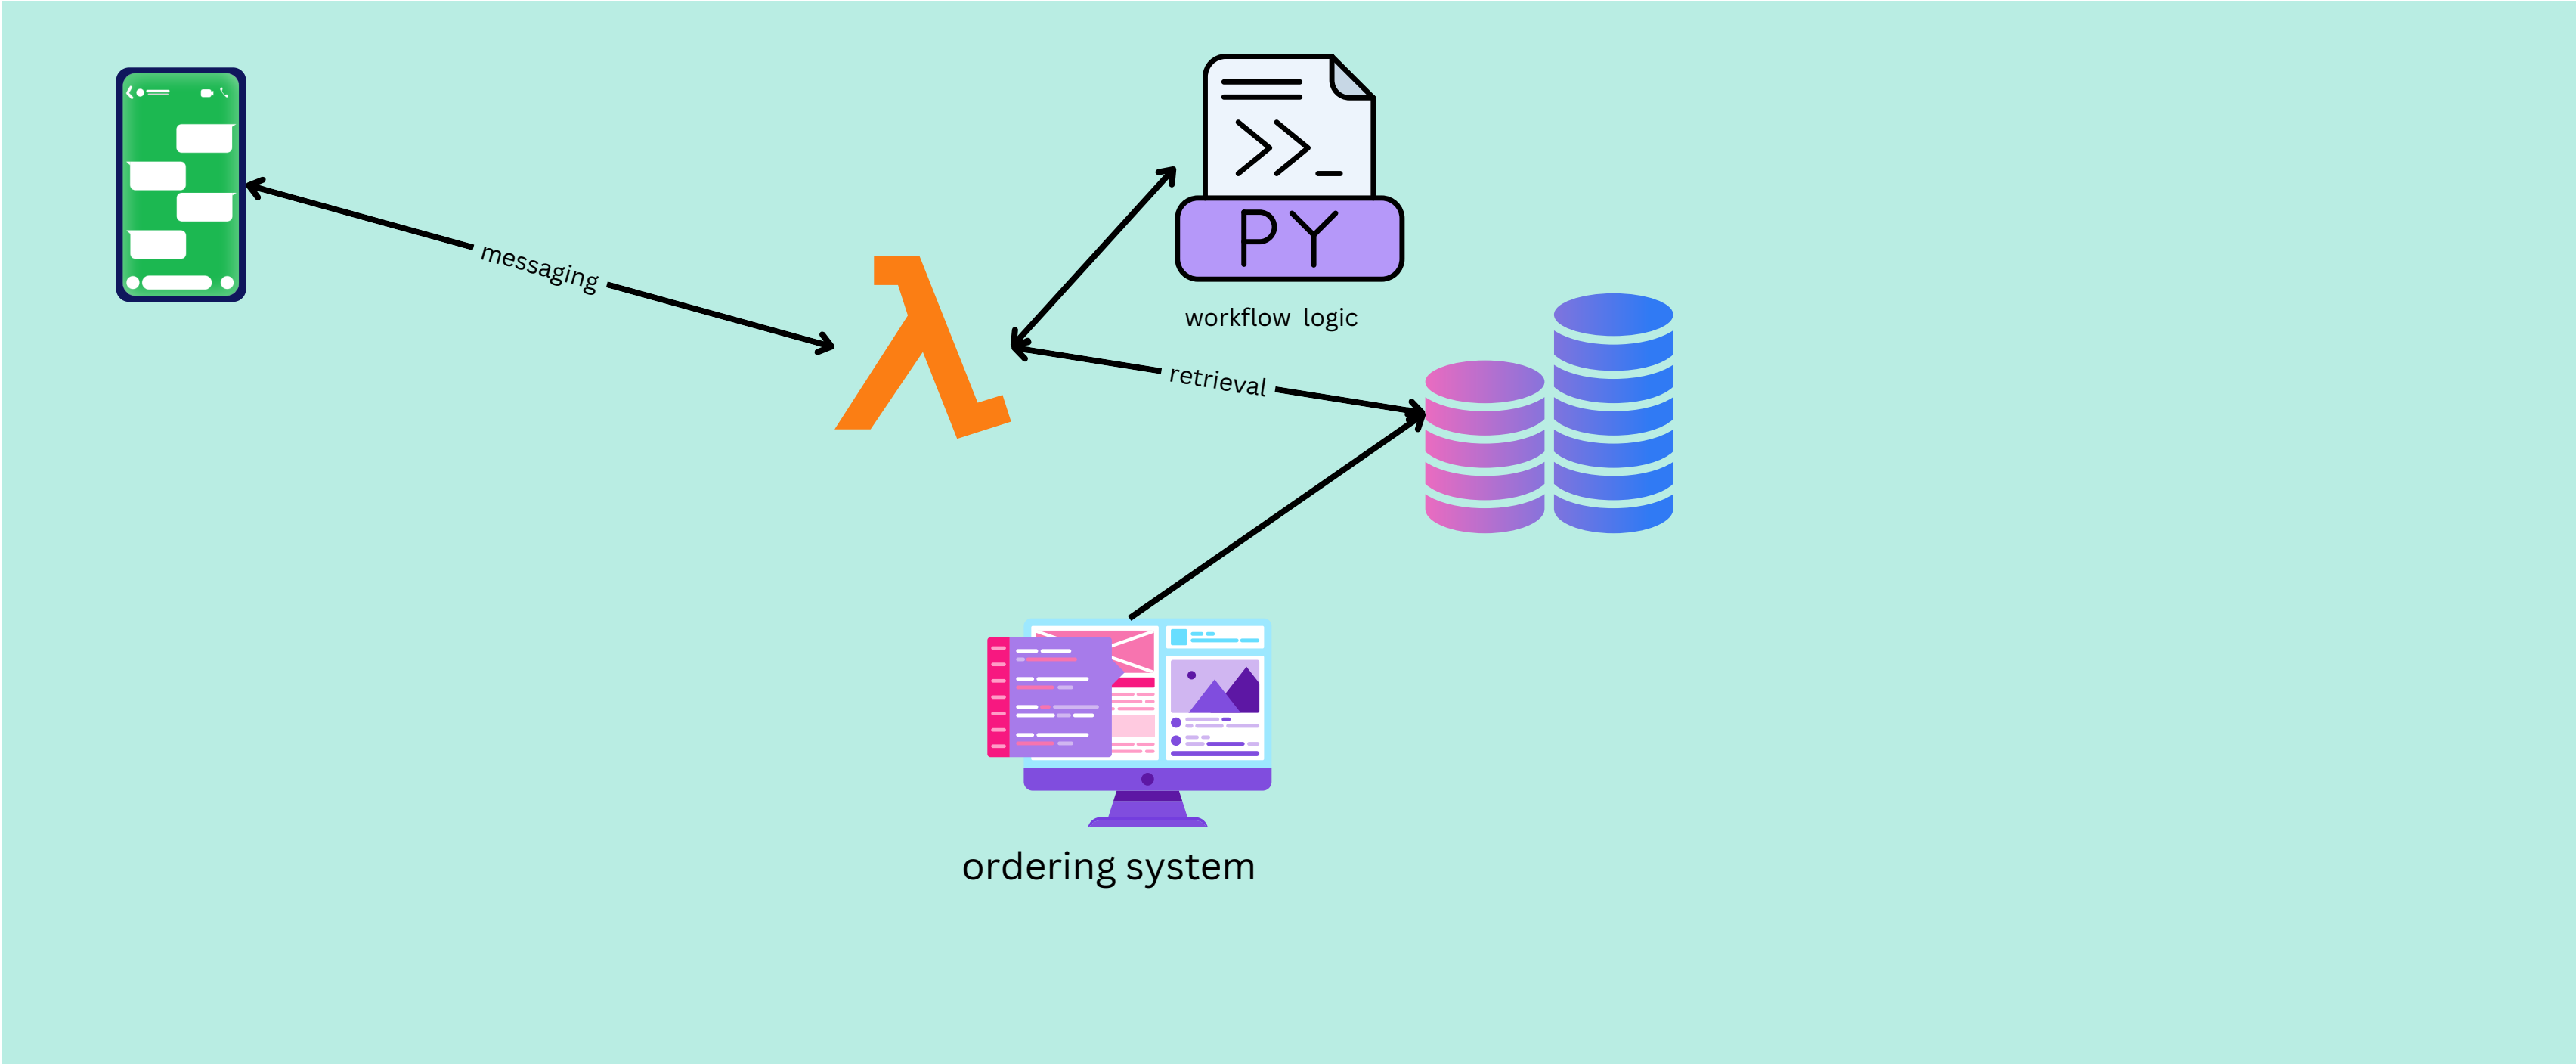 PY
workflow logic
messaging
retrieval
ordering system